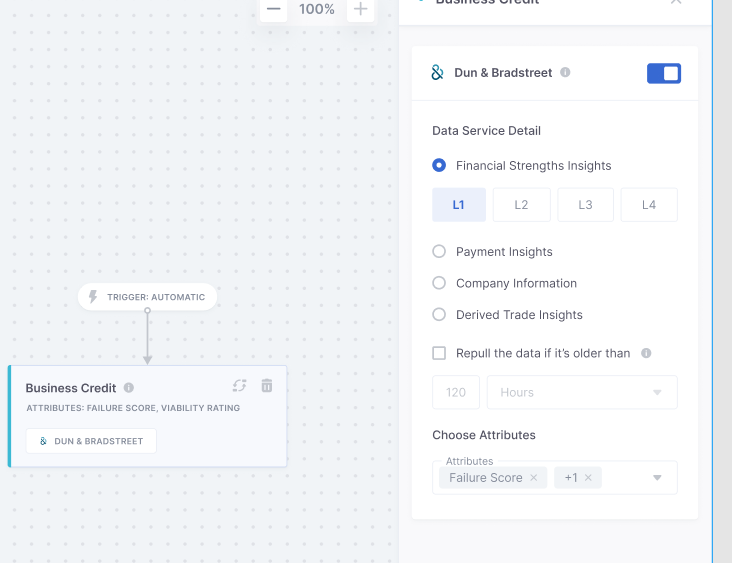 100%
Business Credit
Dun & Bradstreet
Data Service Detail
Financial Strengths Insights
L1 L2 L3 L4
Payment Insights
Company Information
Derived Trade Insights
Repull the data if it's older than
120 Hours
Choose Attributes
Attributes
Failure Score × +1 ×
TRIGGER: AUTOMATIC
Business Credit
ATTRIBUTES: FAILURE SCORE, VIABILITY RATING
DUN & BRADSTREET